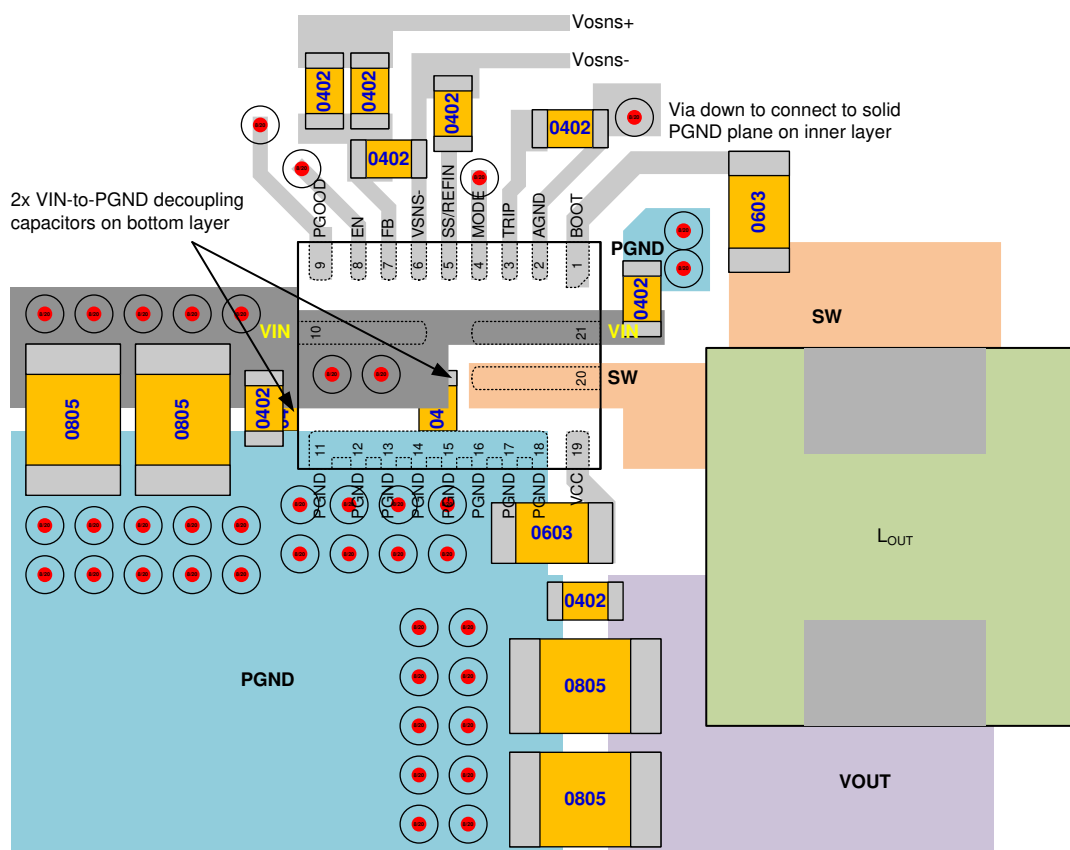 Vosns+
Vosns-
0402
0402
0402
0402
0402
Via down to connect to solid
PGND plane on inner layer
2x VIN-to-PGND decoupling
capacitors on bottom layer
PGOOD
EN
FB
VSNS-
SS/REFIN
MODE
TRIP
AGND
BOOT
0603
PGND
9
8
7
6
5
4
3
2
1
0402
SW
VIN
10
21
VIN
20
SW
0805
0805
0402
04
11
12
13
14
15
16
17
18
19
PGND
PGND
PGND
PGND
PGND
PGND
PGND
PGND
VCC
0603
LOUT
0402
PGND
0805
VOUT
0805